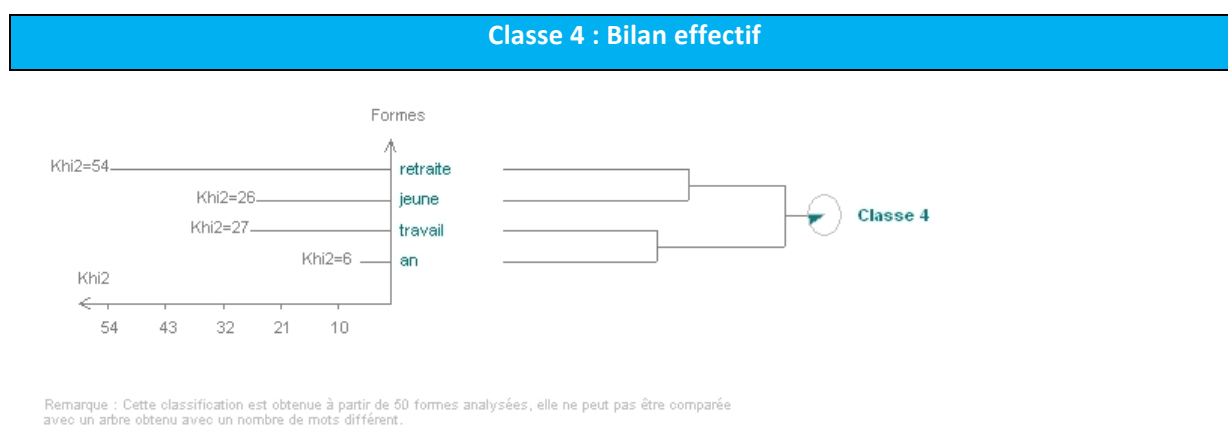 Classe 4 : Bilan effectif
Formes
Khi2=54 retraite
Khi2=26 jeune
Classe 4
Khi2=27 travail
Khi2=6 an
Khi2
54 43 32 21 10
Remarque : Cette classification est obtenue à partir de 50 formes analysées, elle ne peut pas être comparée
avec un arbre obtenu avec un nombre de mots différent.